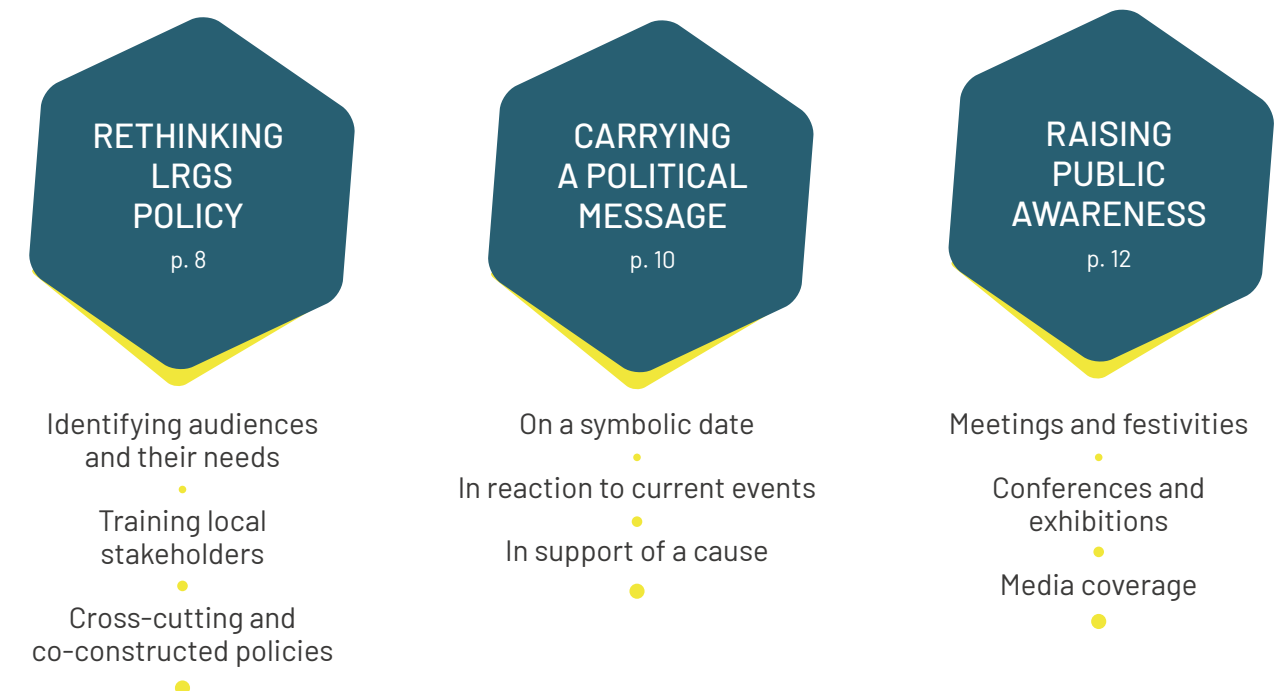 RETHINKING
LRGS
POLICY
p. 8
Identifying audiences
and their needs
Training local
stakeholders
Cross-cutting and
co-constructed policies
CARRYING
A POLITICAL
MESSAGE
p. 10
On a symbolic date
In reaction to current events
In support of a cause
RAISING
PUBLIC
AWARENESS
p. 12
Meetings and festivities
Conferences and
exhibitions
Media coverage